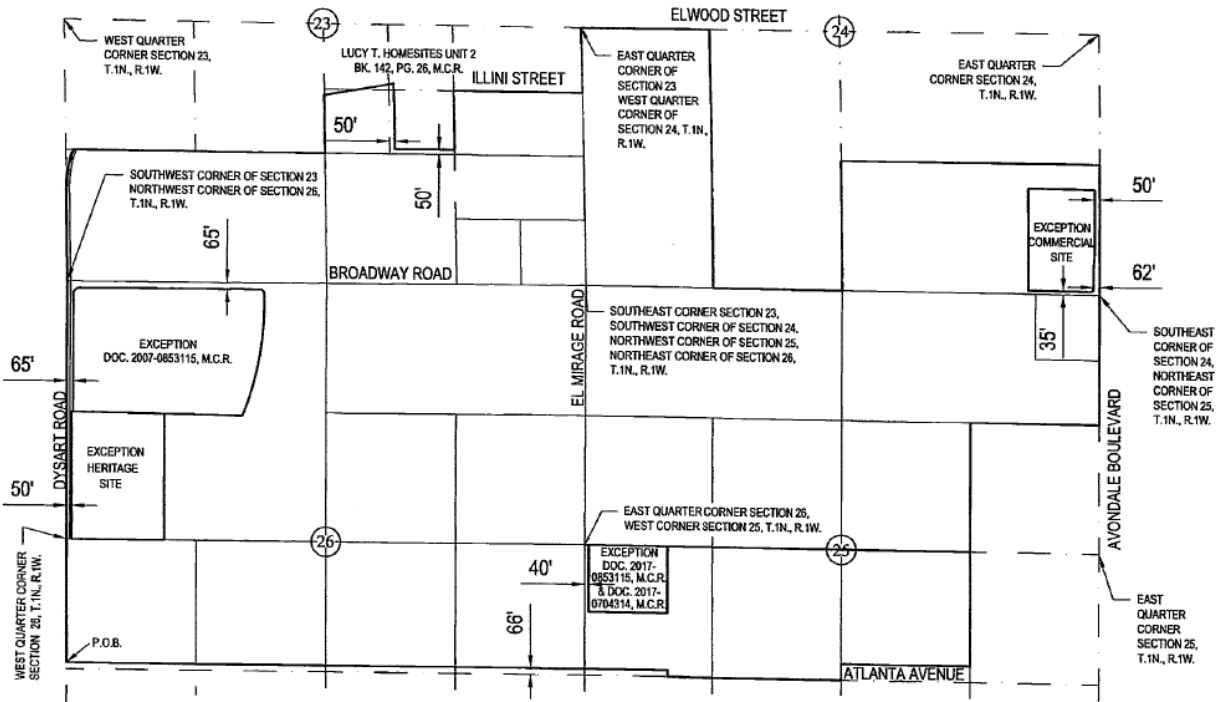 ELWOOD STREET
23
24
WEST QUARTER
CORNER SECTION 23,
T.1N., R.1W.
LUCY T. HOMESITES UNIT 2
BK. 142, PG. 26, M.C.R.
ILLINI STREET
EAST QUARTER
CORNER OF
SECTION 23
WEST QUARTER
CORNER OF
SECTION 24, T.1N.,
R.1W.
EAST QUARTER
CORNER SECTION 24,
T.1N., R.1W.
50'
50'
SOUTHWEST CORNER OF SECTION 23
NORTHWEST CORNER OF SECTION 26,
T.1N., R.1W.
65'
BROADWAY ROAD
EXCEPTION
COMMERCIAL
SITE
50'
62'
35'
SOUTHEAST
CORNER OF
SECTION 24,
NORTHEAST
CORNER OF
SECTION 25,
T.1N., R.1W.
EXCEPTION
DOC. 2007-0853115, M.C.R.
EL MIRAGE ROAD
SOUTHEAST CORNER SECTION 23,
SOUTHWEST CORNER OF SECTION 24,
NORTHWEST CORNER OF SECTION 25,
NORTHEAST CORNER OF SECTION 26,
T.1N., R.1W.
65'
DYSART ROAD
EXCEPTION
HERITAGE
SITE
50'
AVONDALE BOULEVARD
EAST QUARTER CORNER SECTION 26,
WEST CORNER SECTION 25, T.1N., R.1W.
26
25
EXCEPTION
DOC. 2017-
0853115, M.C.R.
& DOC. 2017-
0704314, M.C.R.
40'
66'
WEST QUARTER CORNER
SECTION 26, T.1N., R.1W.
P.O.B.
ATLANTA AVENUE
EAST
QUARTER
CORNER
SECTION 25,
T.1N., R.1W.